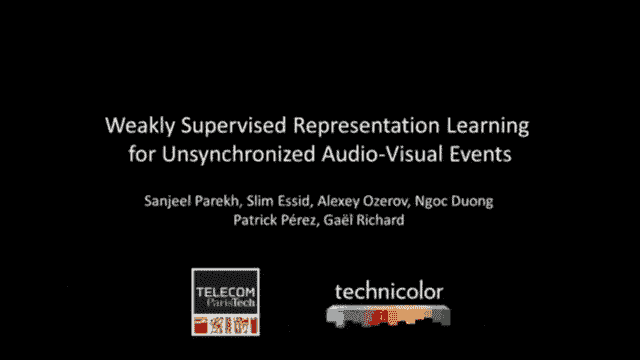 Weakly Supervised Representation Learning
for Unsynchronized Audio-Visual Events
Sanjeel Parekh, Slim Essid, Alexey Ozerov, Ngoc Duong
Patrick Pérez, Gaël Richard
TELECOM
ParisTech
technicolor